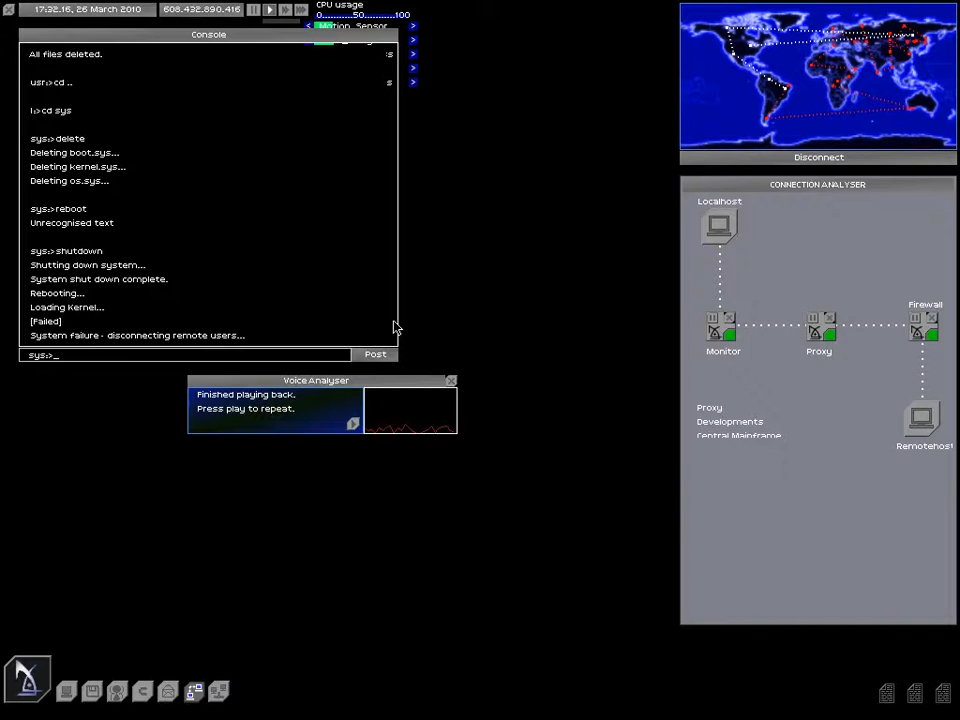 17:32.16, 26 March 2010
608.432.890.416
CPU usage
0..........50..........100
Motion_Sensor
Console
All files deleted.
usr:>cd ..
s
l:>cd sys
sys:>delete
Deleting boot.sys...
Deleting kernel.sys...
Deleting os.sys...
sys:>reboot
Unrecognised text
sys:>shutdown
Shutting down system...
System shut down complete.
Rebooting...
Loading Kernel...
[Failed]
System failure - disconnecting remote users...
sys:>_
Post
Voice Analyser
Finished playing back.
Press play to repeat.
Disconnect
CONNECTION ANALYSER
Localhost
Firewall
Monitor
Proxy
Proxy
Developments
Central Mainframe
Remotehost